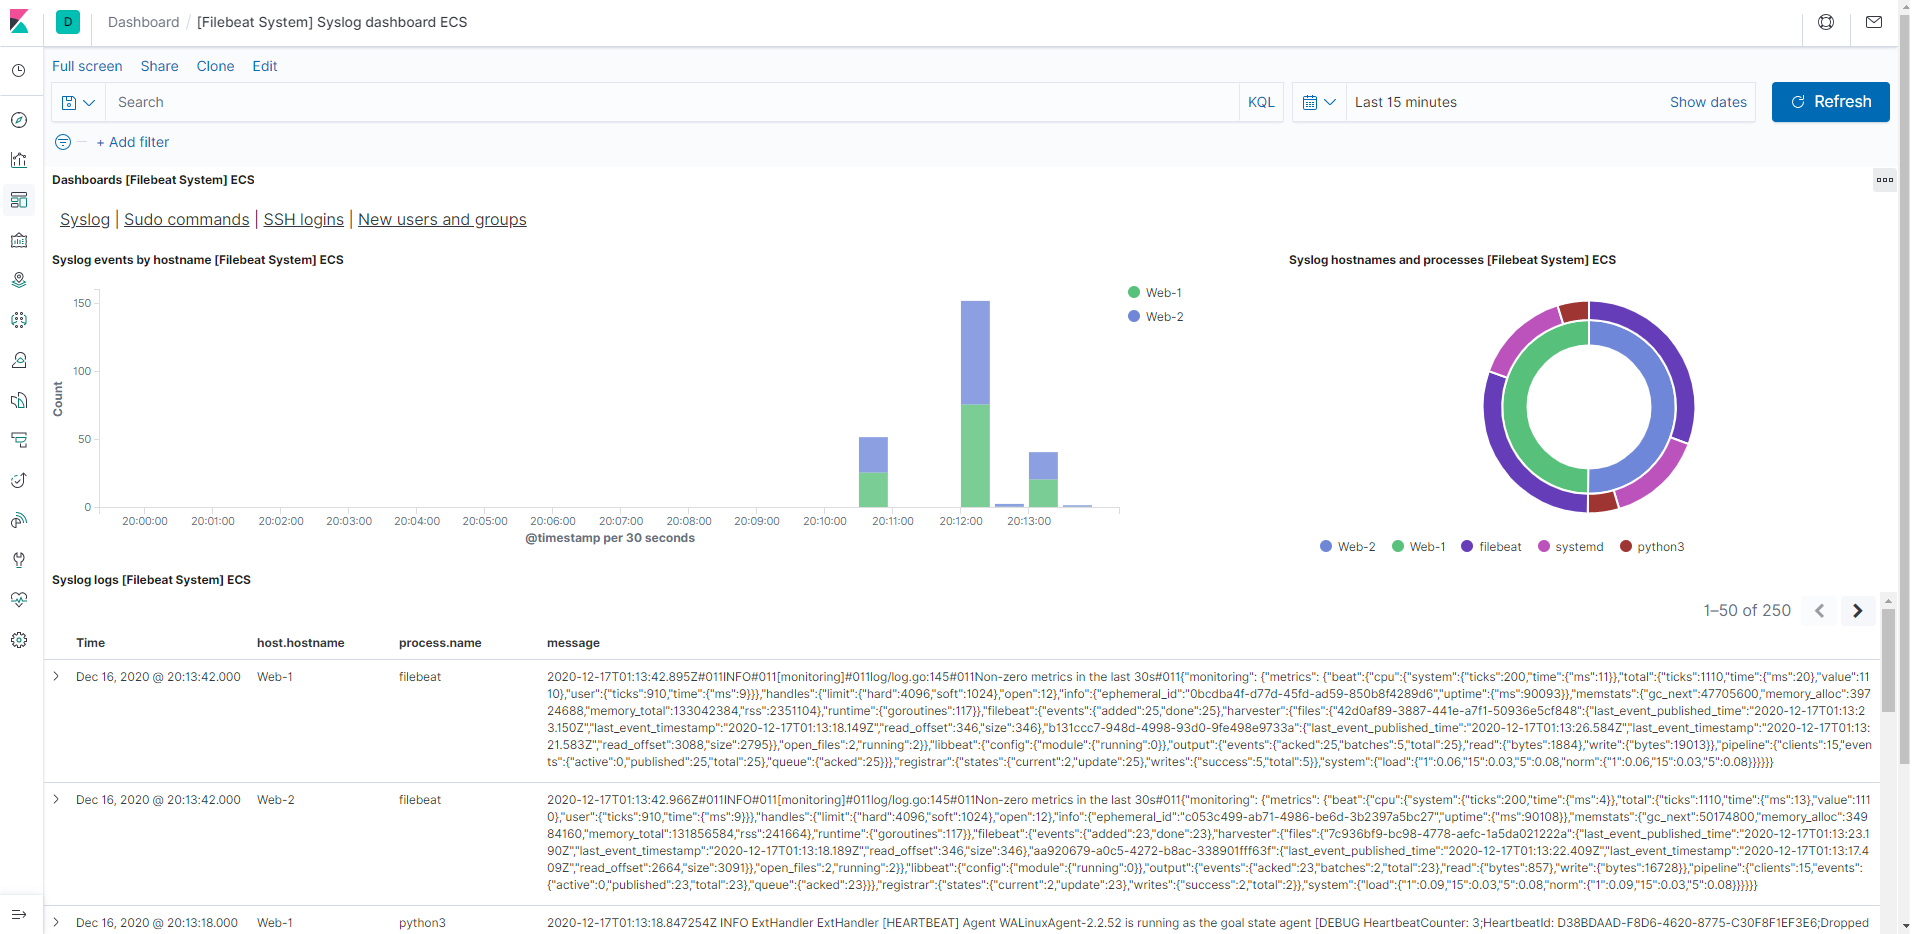 D Dashboard / [Filebeat System] Syslog dashboard ECS
Full screen Share Clone Edit
Search KQL Last 15 minutes Show dates Refresh
+ Add filter
Dashboards [Filebeat System] ECS
Syslog | Sudo commands | SSH logins | New users and groups
Syslog events by hostname [Filebeat System] ECS
Syslog hostnames and processes [Filebeat System] ECS
Web-1
Web-2
150
100
50
0
Count
20:00:00 20:01:00 20:02:00 20:03:00 20:04:00 20:05:00 20:06:00 20:07:00 20:08:00 20:09:00 20:10:00 20:11:00 20:12:00 20:13:00
@timestamp per 30 seconds
Web-2 Web-1 filebeat systemd python3
Syslog logs [Filebeat System] ECS
1–50 of 250
Time host.hostname process.name message
Dec 16, 2020 @ 20:13:42.000 Web-1 filebeat 2020-12-17T01:13:42.895Z#011INFO#011[monitoring]#011log/log.go:145#011Non-zero metrics in the last 30s#011{"monitoring": {"metrics": {"beat":{"cpu":{"system":{"ticks":200,"time":{"ms":11}},"total":{"ticks":1110,"time":{"ms":20},"value":11
10},"user":{"ticks":910,"time":{"ms":9}}},"handles":{"limit":{"hard":4096,"soft":1024},"open":12},"info":{"ephemeral_id":"0bcdba4f-d77d-45fd-ad59-850b8f4289d6","uptime":{"ms":90093}},"memstats":{"gc_next":47705600,"memory_alloc":397
24688,"memory_total":133042384,"rss":2351104},"runtime":{"goroutines":117}},"filebeat":{"events":{"added":25,"done":25},"harvester":{"files":{"42d0af89-3887-441e-a7f1-50936e5cf848":{"last_event_published_time":"2020-12-17T01:13:2
3.150Z","last_event_timestamp":"2020-12-17T01:13:18.149Z","read_offset":346,"size":346},"b131ccc7-948d-4998-93d0-9fe498e9733a":{"last_event_published_time":"2020-12-17T01:13:26.584Z","last_event_timestamp":"2020-12-17T01:13:
21.583Z","read_offset":3088,"size":2795}},"open_files":2,"running":2}},"libbeat":{"config":{"module":{"running":0}},"output":{"events":{"acked":25,"batches":5,"total":25},"read":{"bytes":1884},"write":{"bytes":19013}},"pipeline":{"clients":15,"even
ts":{"active":0,"published":25,"total":25},"queue":{"acked":25}}},"registrar":{"states":{"current":2,"update":25},"writes":{"success":5,"total":5}},"system":{"load":{"1":0.06,"15":0.03,"5":0.08,"norm":{"1":0.06,"15":0.03,"5":0.08}}}}}}
Dec 16, 2020 @ 20:13:42.000 Web-2 filebeat 2020-12-17T01:13:42.966Z#011INFO#011[monitoring]#011log/log.go:145#011Non-zero metrics in the last 30s#011{"monitoring": {"metrics": {"beat":{"cpu":{"system":{"ticks":200,"time":{"ms":4}},"total":{"ticks":1110,"time":{"ms":13},"value":111
0},"user":{"ticks":910,"time":{"ms":9}}},"handles":{"limit":{"hard":4096,"soft":1024},"open":12},"info":{"ephemeral_id":"c053c499-ab71-4986-be6d-3b2397a5bc27","uptime":{"ms":90108}},"memstats":{"gc_next":50174800,"memory_alloc":349
84160,"memory_total":131856584,"rss":241664},"runtime":{"goroutines":117}},"filebeat":{"events":{"added":23,"done":23},"harvester":{"files":{"7c936bf9-bc98-4778-aefc-1a5da021222a":{"last_event_published_time":"2020-12-17T01:13:23.1
90Z","last_event_timestamp":"2020-12-17T01:13:18.189Z","read_offset":346,"size":346},"aa920679-a0c5-4272-b8ac-338901fff63f":{"last_event_published_time":"2020-12-17T01:13:22.409Z","last_event_timestamp":"2020-12-17T01:13:17.4
09Z","read_offset":2664,"size":3091}},"open_files":2,"running":2}},"libbeat":{"config":{"module":{"running":0}},"output":{"events":{"acked":23,"batches":2,"total":23},"read":{"bytes":857},"write":{"bytes":16728}},"pipeline":{"clients":15,"events":
{"active":0,"published":23,"total":23},"queue":{"acked":23}}},"registrar":{"states":{"current":2,"update":23},"writes":{"success":2,"total":2}},"system":{"load":{"1":0.09,"15":0.03,"5":0.08,"norm":{"1":0.09,"15":0.03,"5":0.08}}}}}}
Dec 16, 2020 @ 20:13:18.000 Web-1 python3 2020-12-17T01:13:18.847254Z INFO ExtHandler ExtHandler [HEARTBEAT] Agent WALinuxAgent-2.2.52 is running as the goal state agent [DEBUG HeartbeatCounter: 3;HeartbeatId: D38BDAAD-F8D6-4620-8775-C30F8F1EF3E6;Dropped